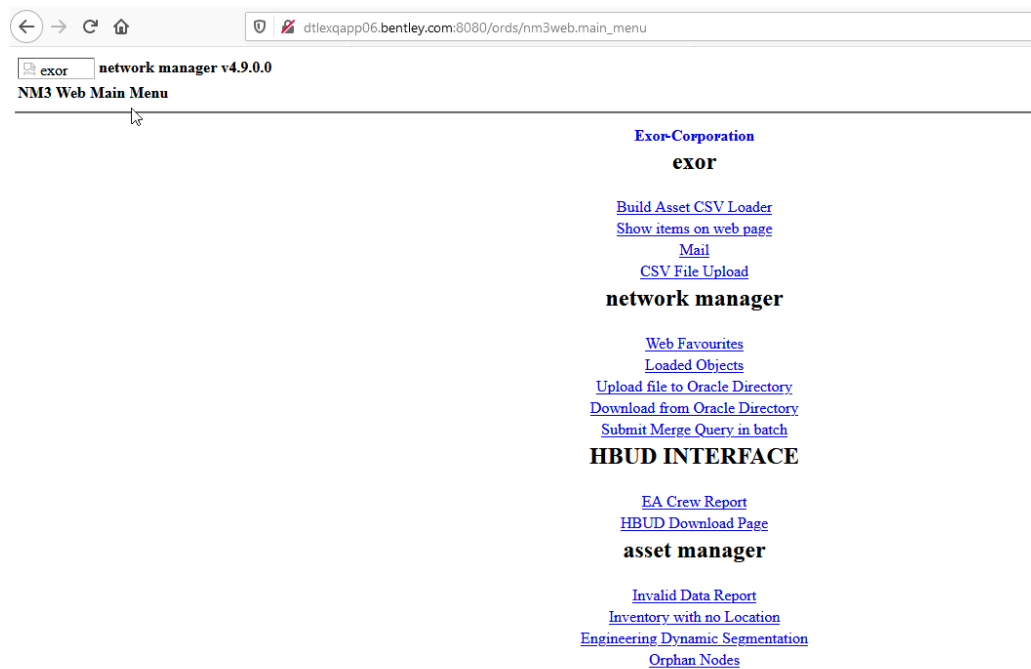 dtlexqapp06.bentley.com:8080/ords/nm3web.main_menu
exor network manager v4.9.0.0
NM3 Web Main Menu
Exor-Corporation
exor
Build Asset CSV Loader
Show items on web page
Mail
CSV File Upload
network manager
Web Favourites
Loaded Objects
Upload file to Oracle Directory
Download from Oracle Directory
Submit Merge Query in batch
HBUD INTERFACE
EA Crew Report
HBUD Download Page
asset manager
Invalid Data Report
Inventory with no Location
Engineering Dynamic Segmentation
Orphan Nodes